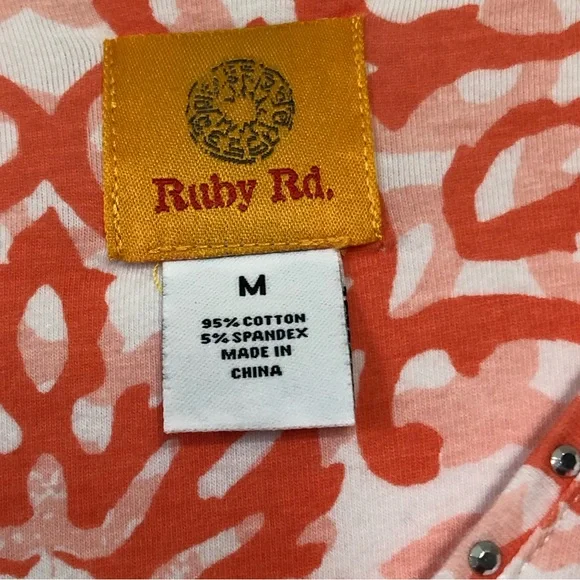 Ruby Rd.
M
95% COTTON
5% SPANDEX
MADE IN
CHINA